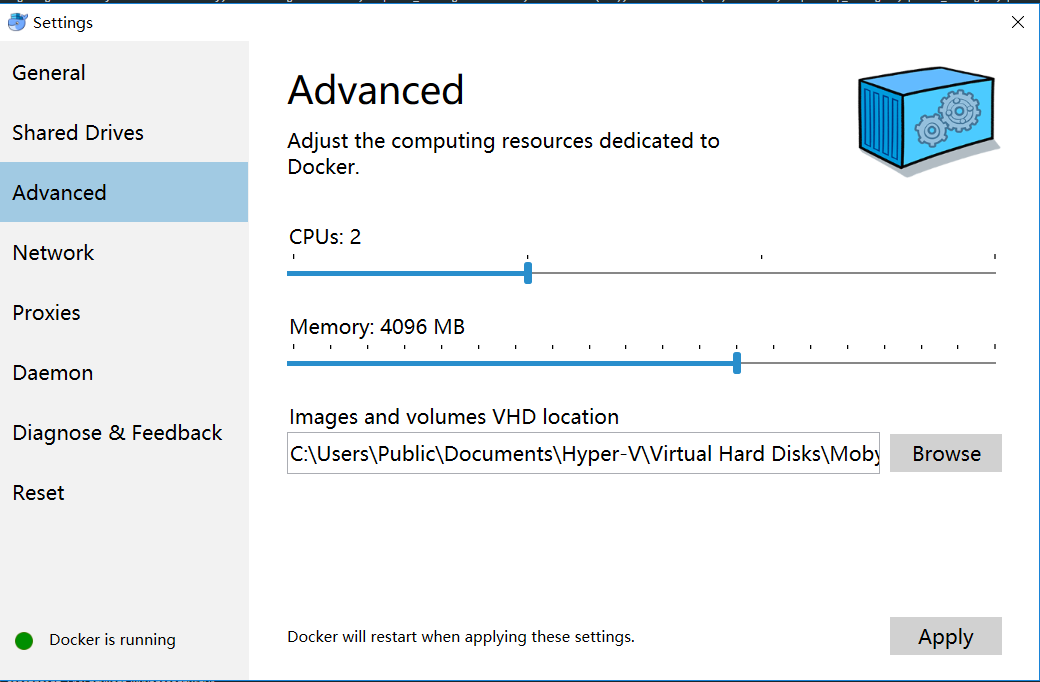 Settings
General
Shared Drives
Advanced
Network
Proxies
Daemon
Diagnose & Feedback
Reset
Docker is running
Advanced
Adjust the computing resources dedicated to
Docker.
CPUs: 2
Memory: 4096 MB
Images and volumes VHD location
C:\Users\Public\Documents\Hyper-V\Virtual Hard Disks\Moby
Browse
Docker will restart when applying these settings.
Apply